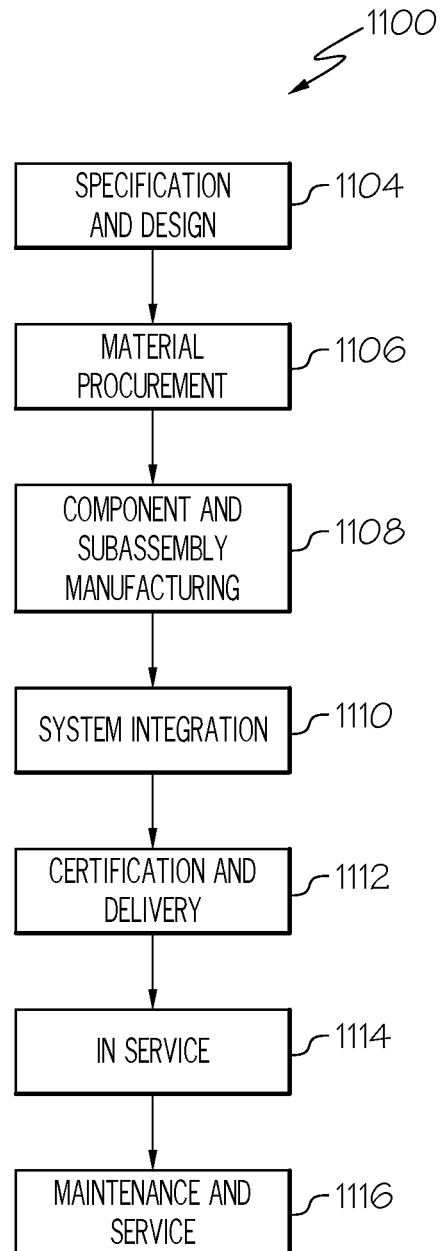 1100
SPECIFICATION
AND DESIGN
1104
MATERIAL
PROCUREMENT
1106
COMPONENT AND
SUBASSEMBLY
MANUFACTURING
1108
SYSTEM INTEGRATION
1110
CERTIFICATION AND
DELIVERY
1112
IN SERVICE
1114
MAINTENANCE AND
SERVICE
1116